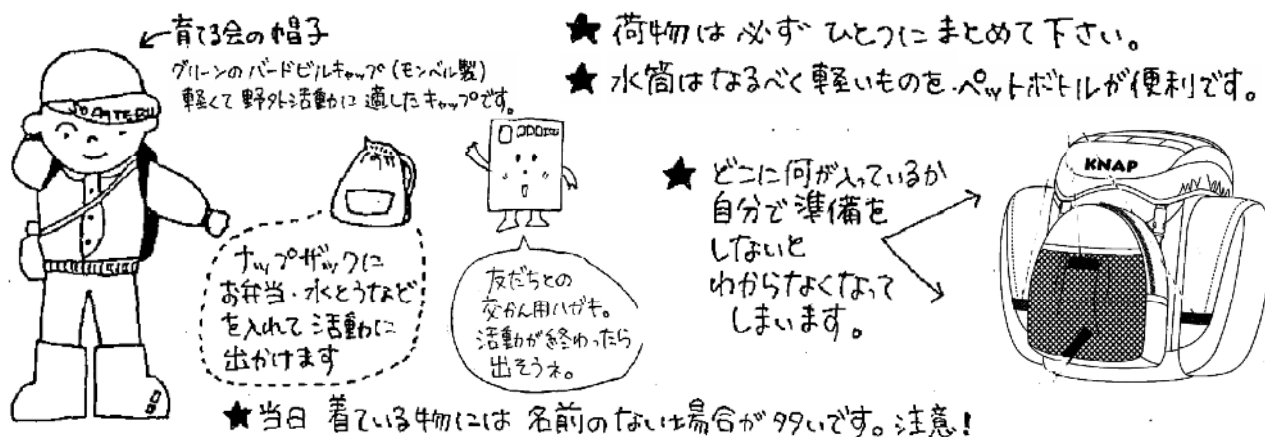 育てる会の帽子
グリーンのバードビルキャップ(モンベル製)
軽くて野外活動に適したキャップです。
★荷物は必ずひとつにまとめて下さい。
★水筒はなるべく軽いものを.ペットボトルが便利です。
ナップザックに
お弁当・水とうなど
を入れて活動に
出かけます
友だちとの
交かん用ハガキ。
活動が終わったら
出そうネ。
★どこに何が入っているか
自分で準備を
しないと
わからなくなって
しまいます。
KNAP
★当日 着ている物には 名前のない場合が多いです。注意!